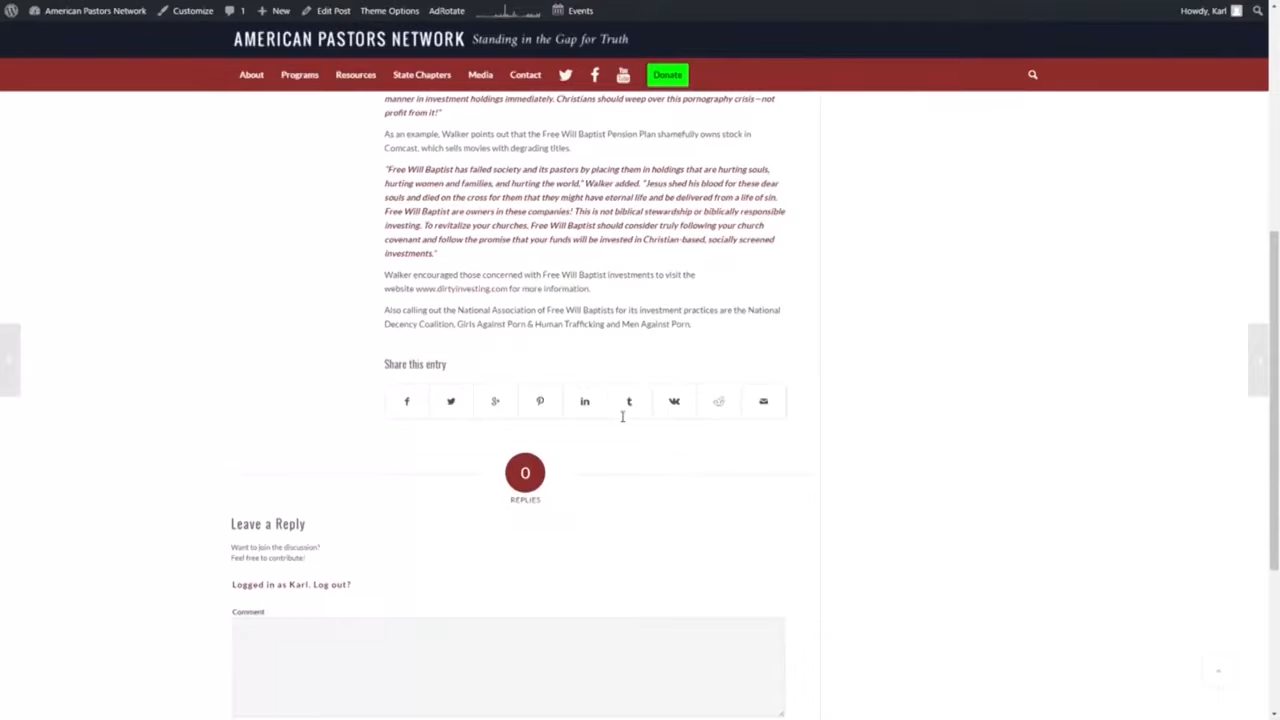 American Pastors Network Customize 1 New Edit Post Theme Options AdRotate Events Howdy, Karl
AMERICAN PASTORS NETWORK Standing in the Gap for Truth
About Programs Resources State Chapters Media Contact Donate
manner in investment holdings immediately. Christians should weep over this pornography crisis—not
profit from it!"
As an example, Walker points out that the Free Will Baptist Pension Plan shamefully owns stock in
Comcast, which sells movies with degrading titles.
"Free Will Baptist has failed society and its pastors by placing them in holdings that are hurting souls,
hurting women and families, and hurting the world," Walker added. "Jesus shed his blood for these dear
souls and died on the cross for them that they might have eternal life and be delivered from a life of sin.
Free Will Baptist are owners in these companies! This is not biblical stewardship or biblically responsible
investing. To revitalize your churches, Free Will Baptist should consider truly following your church
covenant and follow the promise that your funds will be invested in Christian-based, socially screened
investments."
Walker encouraged those concerned with Free Will Baptist investments to visit the
website www.dirtyinvesting.com for more information.
Also calling out the National Association of Free Will Baptists for its investment practices are the National
Decency Coalition, Girls Against Porn & Human Trafficking and Men Against Porn.
Share this entry
0
REPLIES
Leave a Reply
Want to join the discussion?
Feel free to contribute!
Logged in as Karl. Log out?
Comment